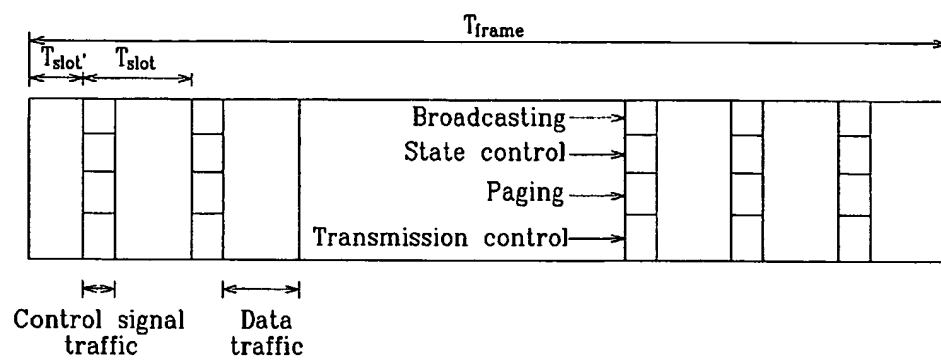 Tframe
Tslot' Tslot
Broadcasting
State control
Paging
Transmission control
Control signal traffic
Data traffic